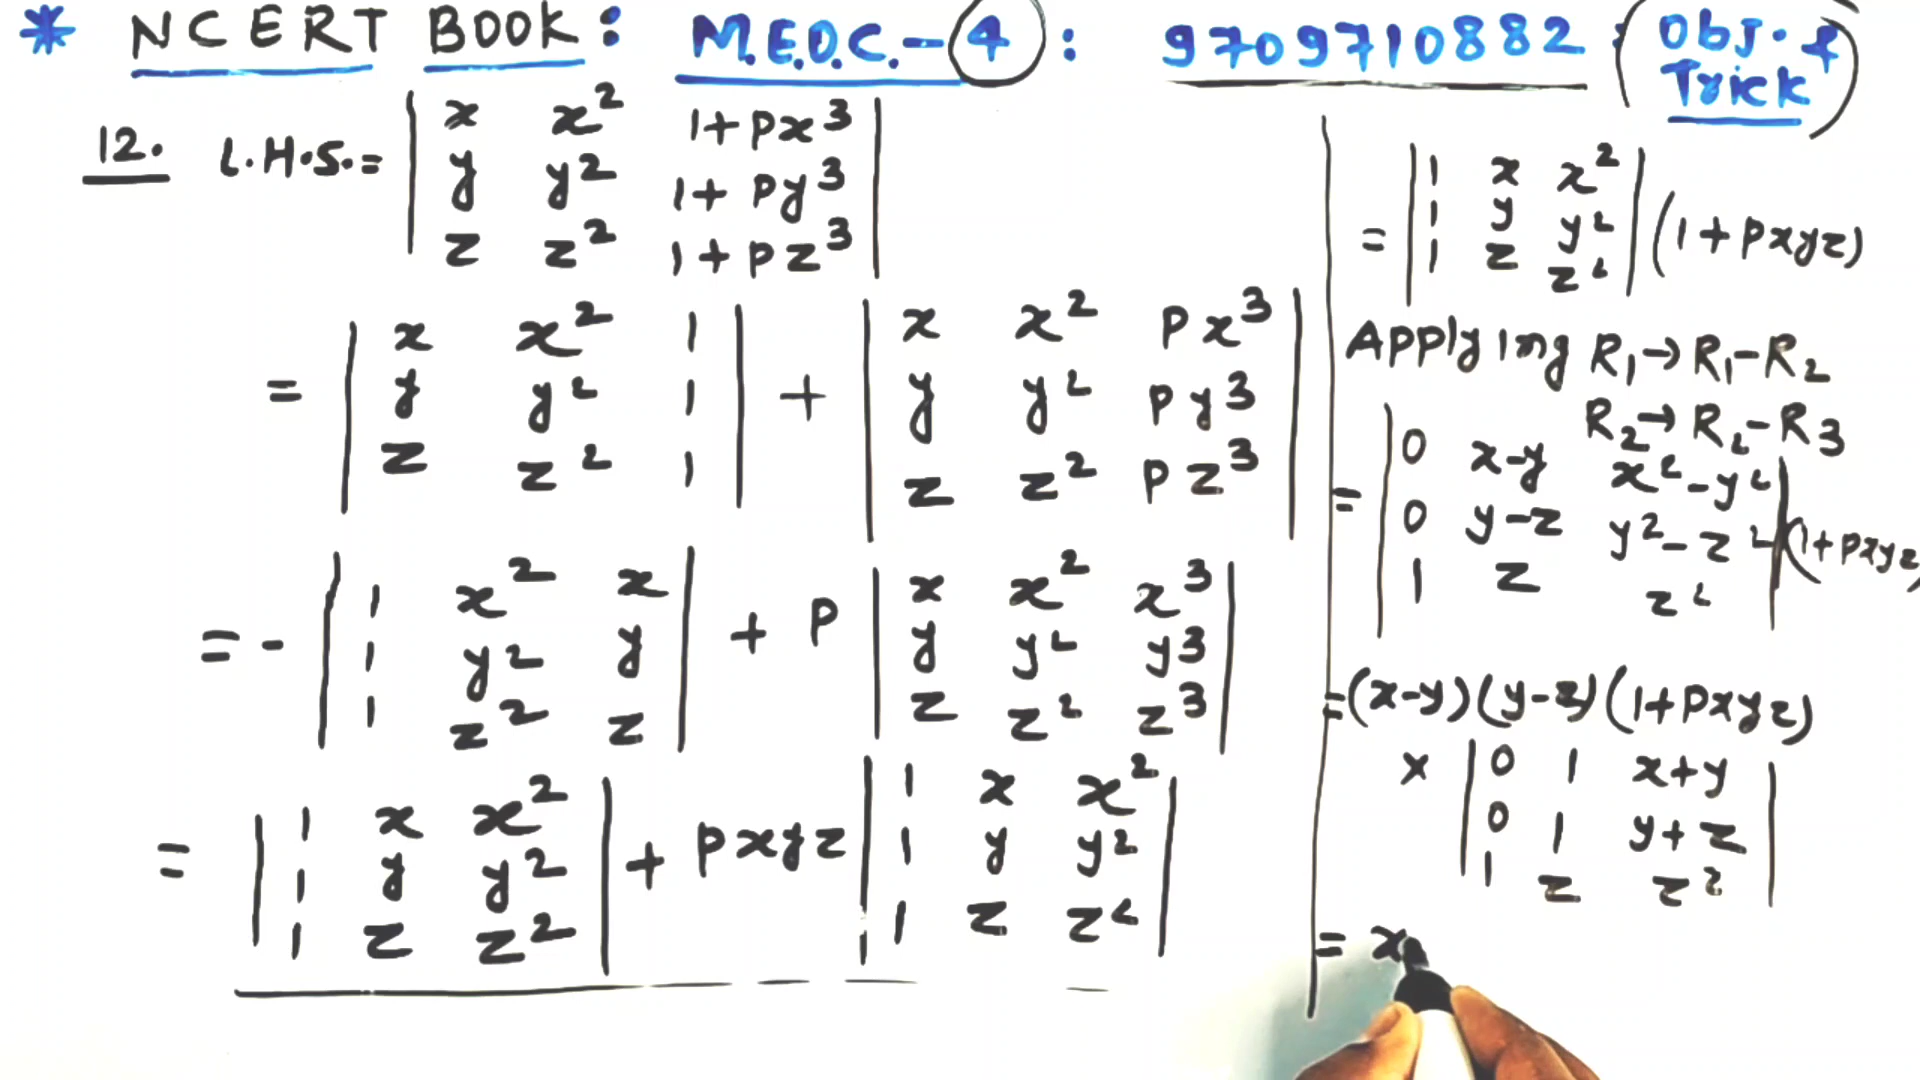 * NCERT BOOK: M.E.O.C.-4: 9709710882: Obj. &
Trick
12. L.H.S.= | x x² 1+px³ |
| y y² 1+py³ |
| z z² 1+pz³ |
= | x x² 1 | + | x x² px³ |
| y y² 1 | | y y² py³ |
| z z² 1 | | z z² pz³ |
= - | 1 x² x | + p | x x² x³ |
| 1 y² y | | y y² y³ |
| 1 z² z | | z z² z³ |
= | 1 x x² | + pxyz | 1 x x² |
| 1 y y² | | 1 y y² |
| 1 z z² | | 1 z z² |
= | 1 x x² | (1+pxyz)
| 1 y y² |
| 1 z z² |
Applying R₁→R₁-R₂
R₂→R₂-R₃
= | 0 x-y x²-y² |
| 0 y-z y²-z² | (1+pxyz)
| 1 z z² |
=(x-y)(y-z)(1+pxyz)
x | 0 1 x+y |
| 0 1 y+z |
| 1 z z² |
= x